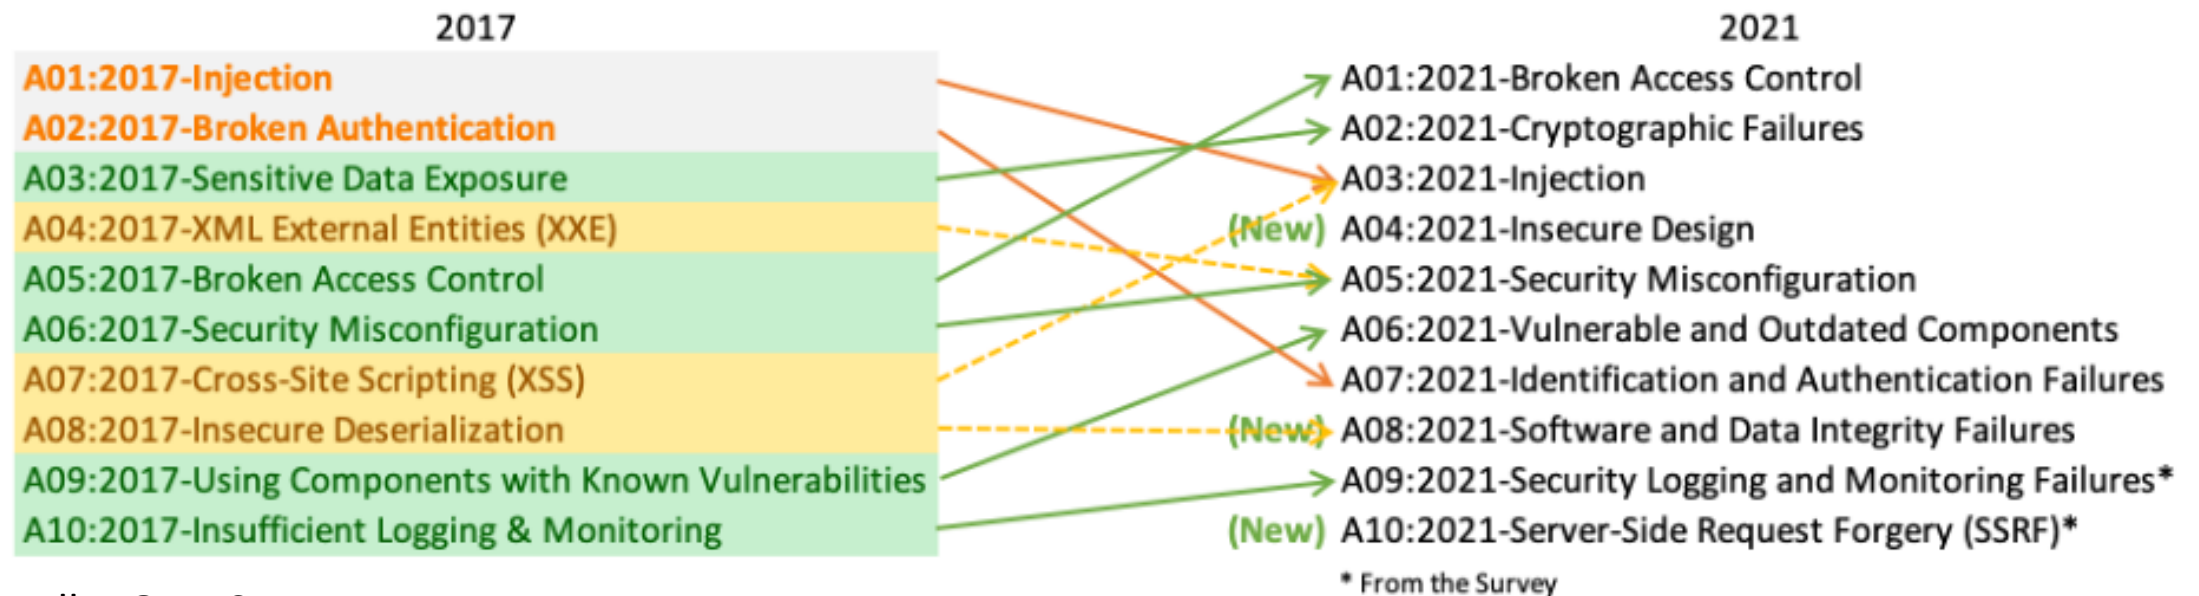 2017
A01:2017-Injection
A02:2017-Broken Authentication
A03:2017-Sensitive Data Exposure
A04:2017-XML External Entities (XXE)
A05:2017-Broken Access Control
A06:2017-Security Misconfiguration
A07:2017-Cross-Site Scripting (XSS)
A08:2017-Insecure Deserialization
A09:2017-Using Components with Known Vulnerabilities
A10:2017-Insufficient Logging & Monitoring
2021
A01:2021-Broken Access Control
A02:2021-Cryptographic Failures
A03:2021-Injection
(New) A04:2021-Insecure Design
A05:2021-Security Misconfiguration
A06:2021-Vulnerable and Outdated Components
A07:2021-Identification and Authentication Failures
(New) A08:2021-Software and Data Integrity Failures
A09:2021-Security Logging and Monitoring Failures*
(New) A10:2021-Server-Side Request Forgery (SSRF)*
* From the Survey